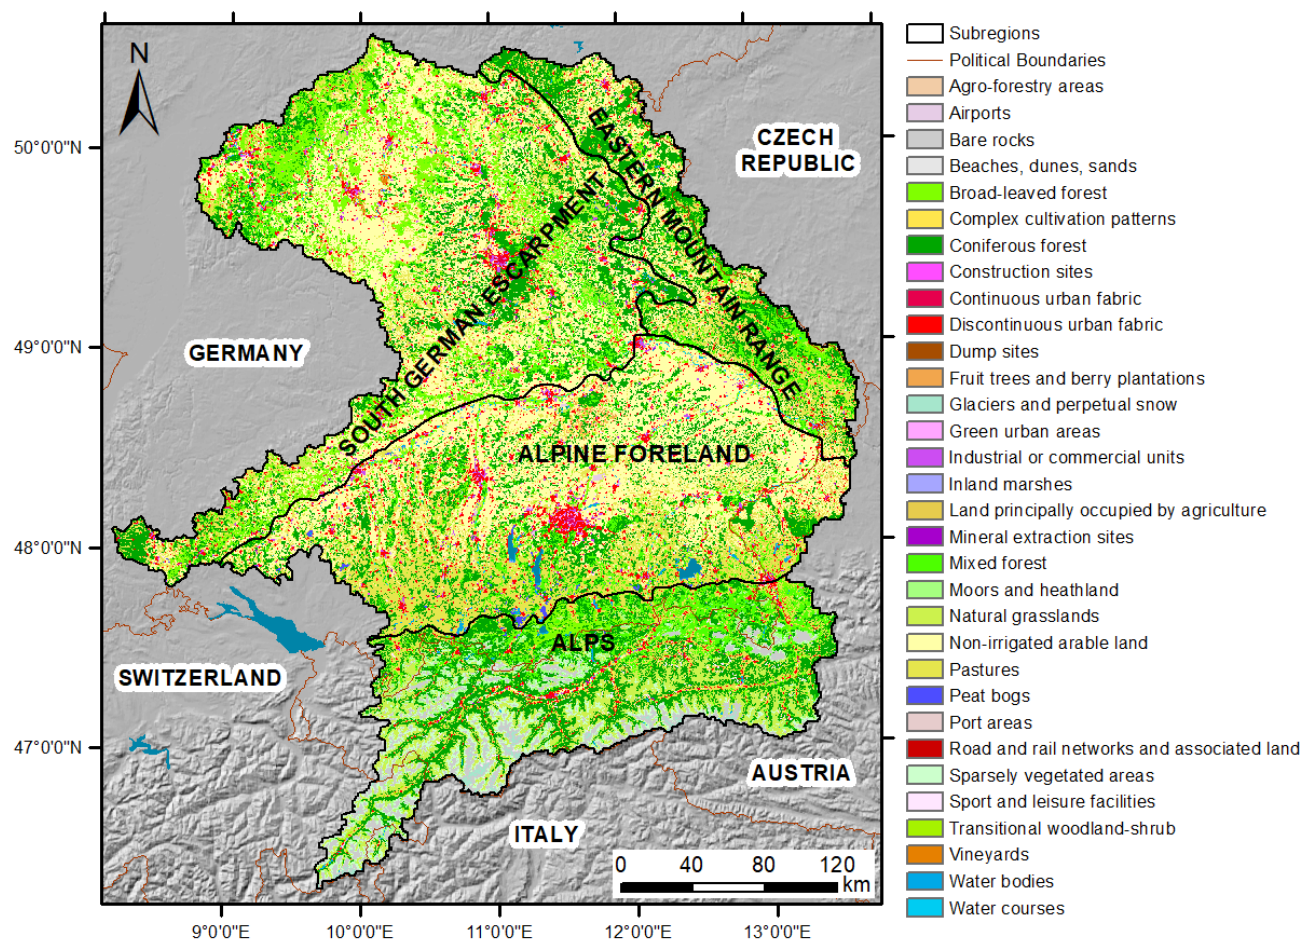 N
50°0'0"N
49°0'0"N
48°0'0"N
47°0'0"N
CZECH
REPUBLIC
EASTERN MOUNTAIN RANGE
SOUTH GERMAN ESCARPMENT
GERMANY
ALPINE FORELAND
ALPS
SWITZERLAND
AUSTRIA
ITALY
0 40 80 120
km
9°0'0"E 10°0'0"E 11°0'0"E 12°0'0"E 13°0'0"E
Subregions
Political Boundaries
Agro-forestry areas
Airports
Bare rocks
Beaches, dunes, sands
Broad-leaved forest
Complex cultivation patterns
Coniferous forest
Construction sites
Continuous urban fabric
Discontinuous urban fabric
Dump sites
Fruit trees and berry plantations
Glaciers and perpetual snow
Green urban areas
Industrial or commercial units
Inland marshes
Land principally occupied by agriculture
Mineral extraction sites
Mixed forest
Moors and heathland
Natural grasslands
Non-irrigated arable land
Pastures
Peat bogs
Port areas
Road and rail networks and associated land
Sparsely vegetated areas
Sport and leisure facilities
Transitional woodland-shrub
Vineyards
Water bodies
Water courses